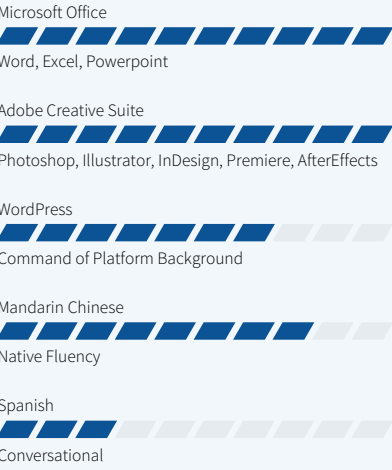 Microsoft Office
Word, Excel, Powerpoint
Adobe Creative Suite
Photoshop, Illustrator, InDesign, Premiere, AfterEffects
WordPress
Command of Platform Background
Mandarin Chinese
Native Fluency
Spanish
Conversational